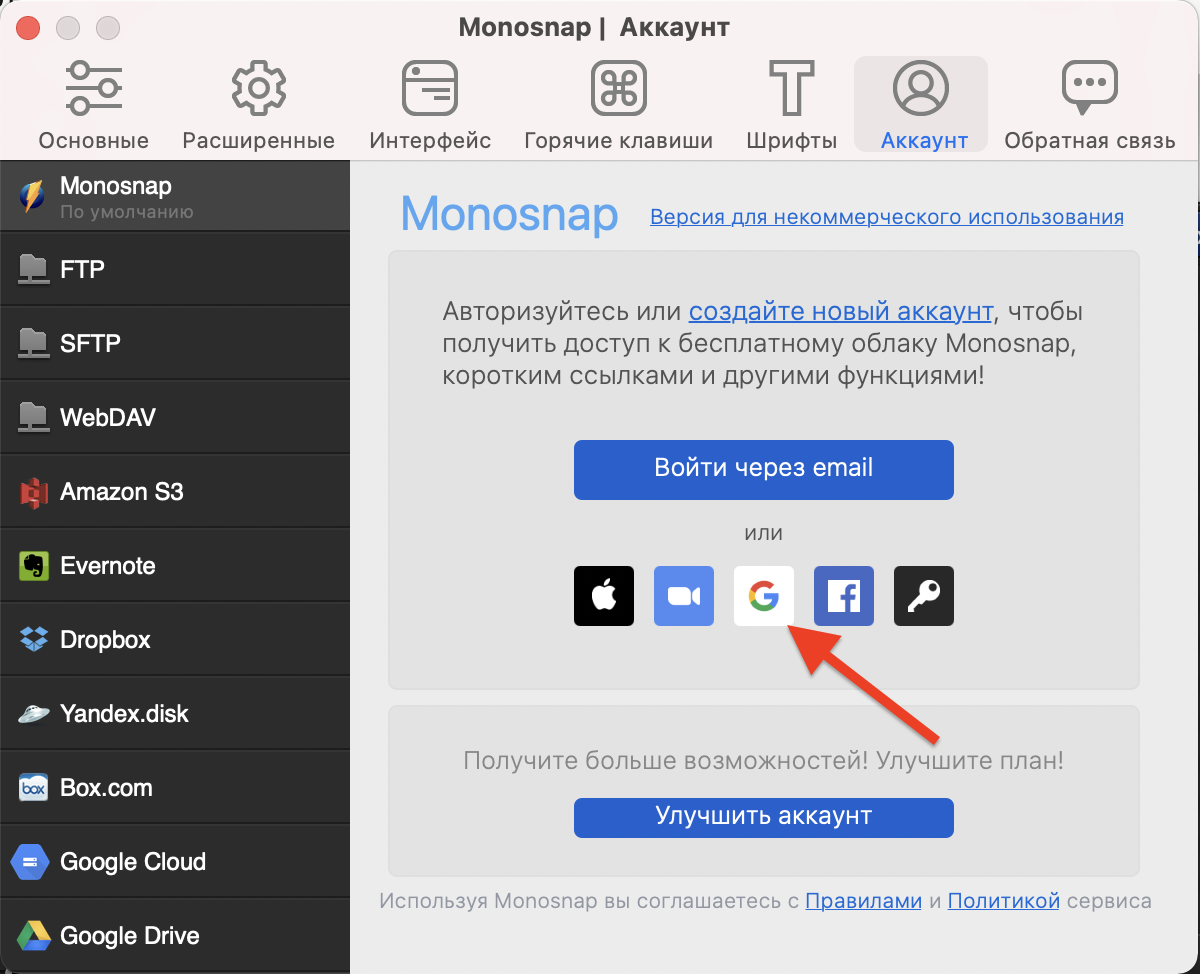 Monosnap | Аккаунт
Основные
Расширенные
Интерфейс
Горячие клавиши
Шрифты
Аккаунт
Обратная связь
Monosnap
По умолчанию
FTP
SFTP
WebDAV
Amazon S3
Evernote
Dropbox
Yandex.disk
box
Box.com
Google Cloud
Google Drive
Monosnap
Версия для некоммерческого использования
Авторизуйтесь или создайте новый аккаунт, чтобы
получить доступ к бесплатному облаку Monosnap,
коротким ссылками и другими функциями!
Войти через email
или
Получите больше возможностей! Улучшите план!
Улучшить аккаунт
Используя Monosnap вы соглашаетесь с Правилами и Политикой сервиса